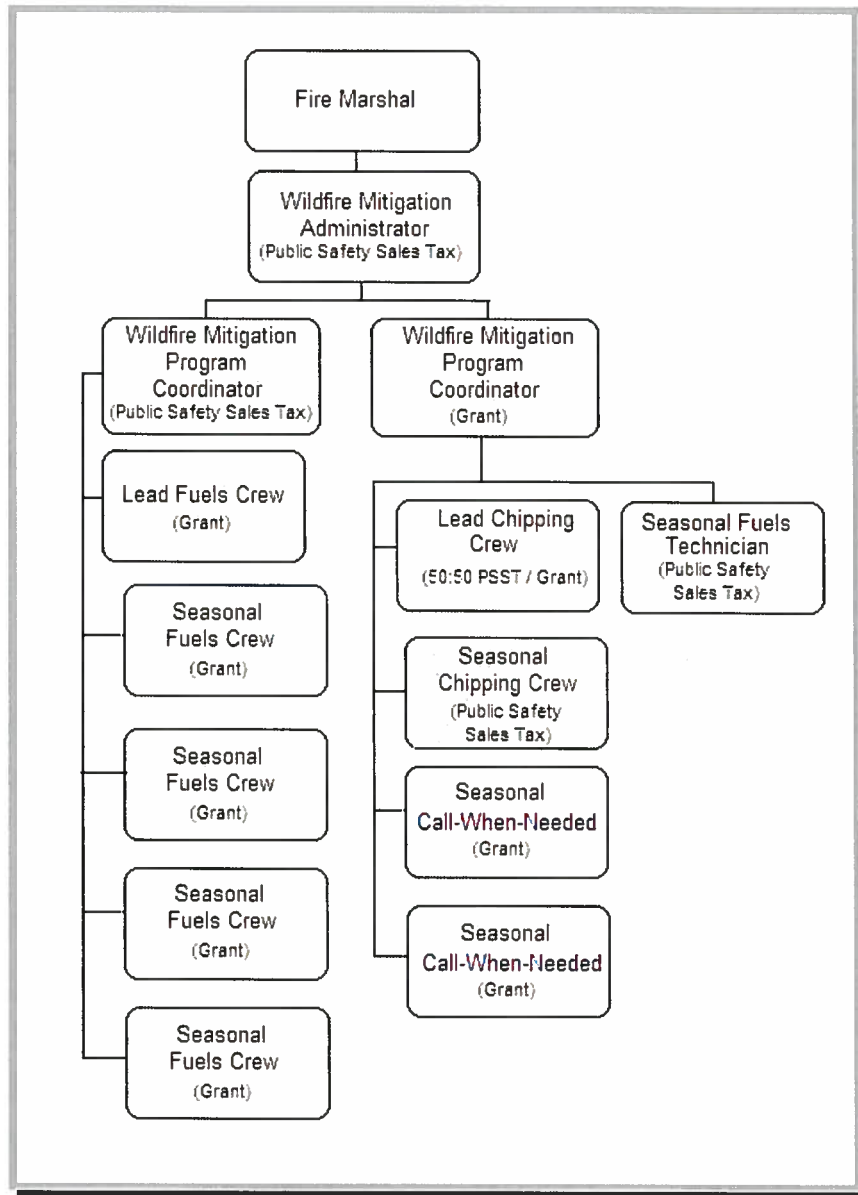 Fire Marshal
Wildfire Mitigation
Administrator
(Public Safety Sales Tax)
Wildfire Mitigation
Program
Coordinator
(Public Safety Sales Tax)
Lead Fuels Crew
(Grant)
Seasonal
Fuels Crew
(Grant)
Seasonal
Fuels Crew
(Grant)
Seasonal
Fuels Crew
(Grant)
Seasonal
Fuels Crew
(Grant)
Wildfire Mitigation
Program
Coordinator
(Grant)
Lead Chipping
Crew
(50:50 PSST / Grant)
Seasonal
Chipping Crew
(Public Safety
Sales Tax)
Seasonal
Call-When-Needed
(Grant)
Seasonal
Call-When-Needed
(Grant)
Seasonal Fuels
Technician
(Public Safety
Sales Tax)